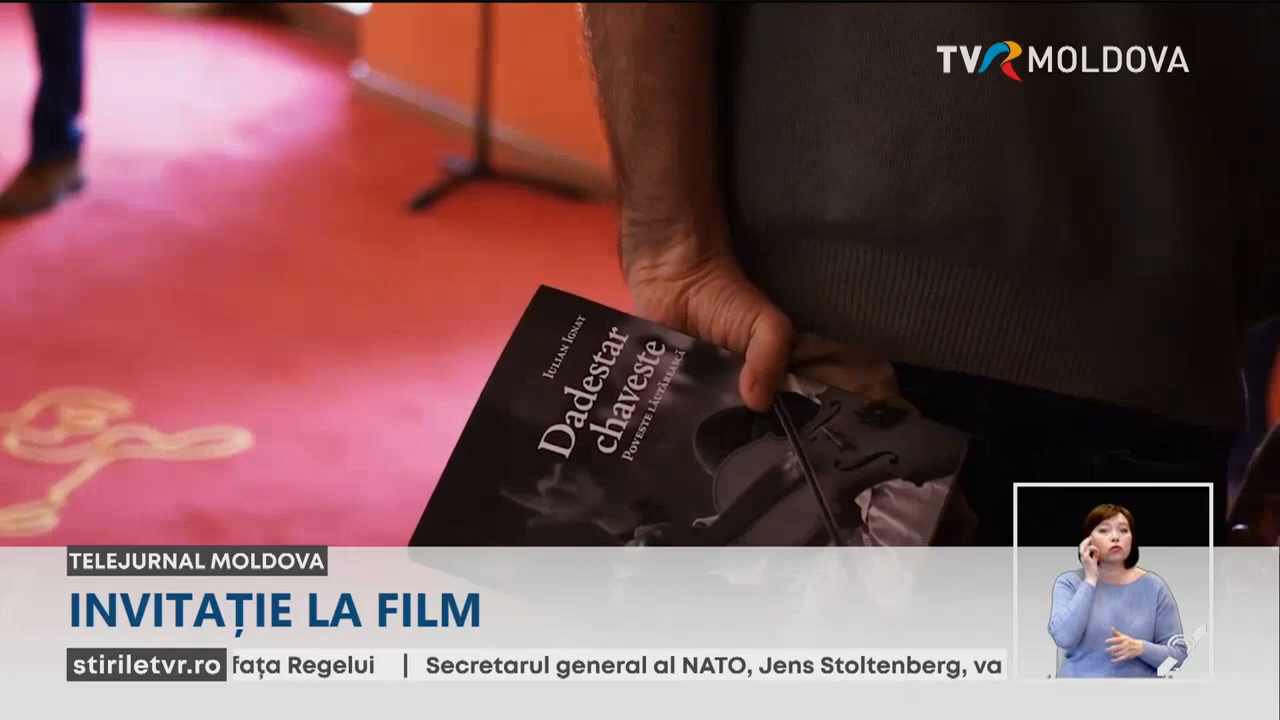 TVR MOLDOVA
IULIAN IGNAT
Dadestar
chaveste
POVESTE LĂUTĂREASCĂ
TELEJURNAL MOLDOVA
INVITAȚIE LA FILM
stiriletvr.ro
fața Regelui | Secretarul general al NATO, Jens Stoltenberg, va